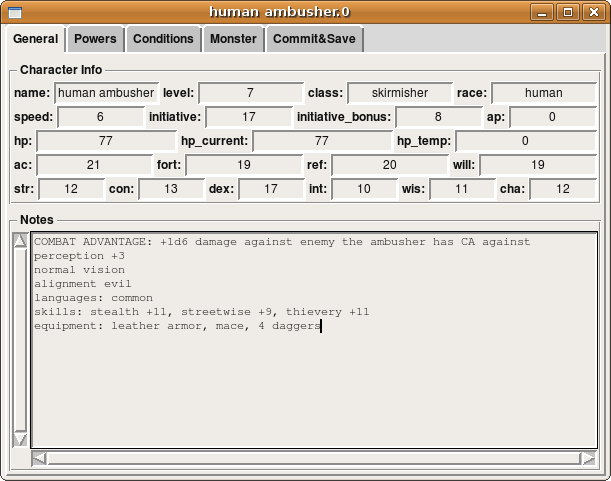 human ambusher.0
General Powers Conditions Monster Commit&Save
Character Info
name: human ambusher level: 7 class: skirmisher race: human
speed: 6 initiative: 17 initiative_bonus: 8 ap: 0
hp: 77 hp_current: 77 hp_temp: 0
ac: 21 fort: 19 ref: 20 will: 19
str: 12 con: 13 dex: 17 int: 10 wis: 11 cha: 12
Notes
COMBAT ADVANTAGE: +1d6 damage against enemy the ambusher has CA against
perception +3
normal vision
alignment evil
languages: common
skills: stealth +11, streetwise +9, thievery +11
equipment: leather armor, mace, 4 daggers